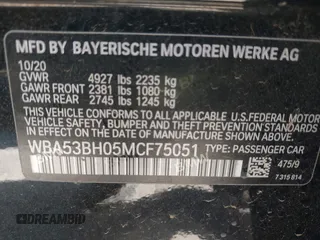 MFD BY BAYERISCHE MOTOREN WERKE AG
10/20
GVWR 4927 lbs 2235 kg
GAWR FRONT 2381 lbs 1080 kg
GAWR REAR 2745 lbs 1245 kg
THIS VEHICLE CONFORMS TO ALL APPLICABLE U.S. FEDERAL MOTOR
VEHICLE SAFETY, BUMPER, AND THEFT PREVENTION STANDARDS IN
EFFECT ON THE DATE OF MANUFACTURE SHOWN ABOVE.
WBA53BH05MCF75051 TYPE: PASSENGER CAR
475/9
7 315 814
ORIDASBID.COM